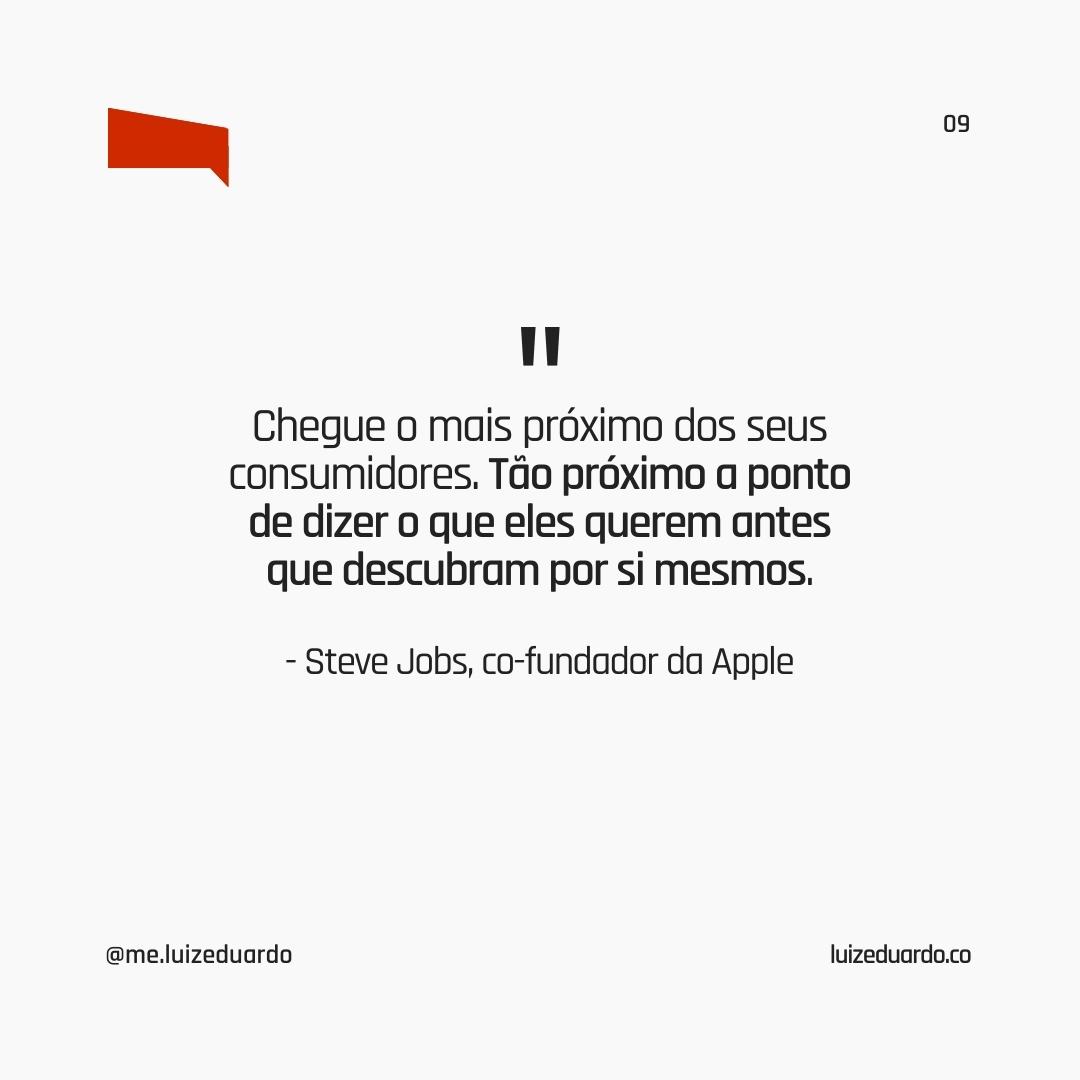 09
"
Chegue o mais próximo dos seus
consumidores. Tão próximo a ponto
de dizer o que eles querem antes
que descubram por si mesmos.
- Steve Jobs, co-fundador da Apple
@me.luizeduardo
luizeduardo.co